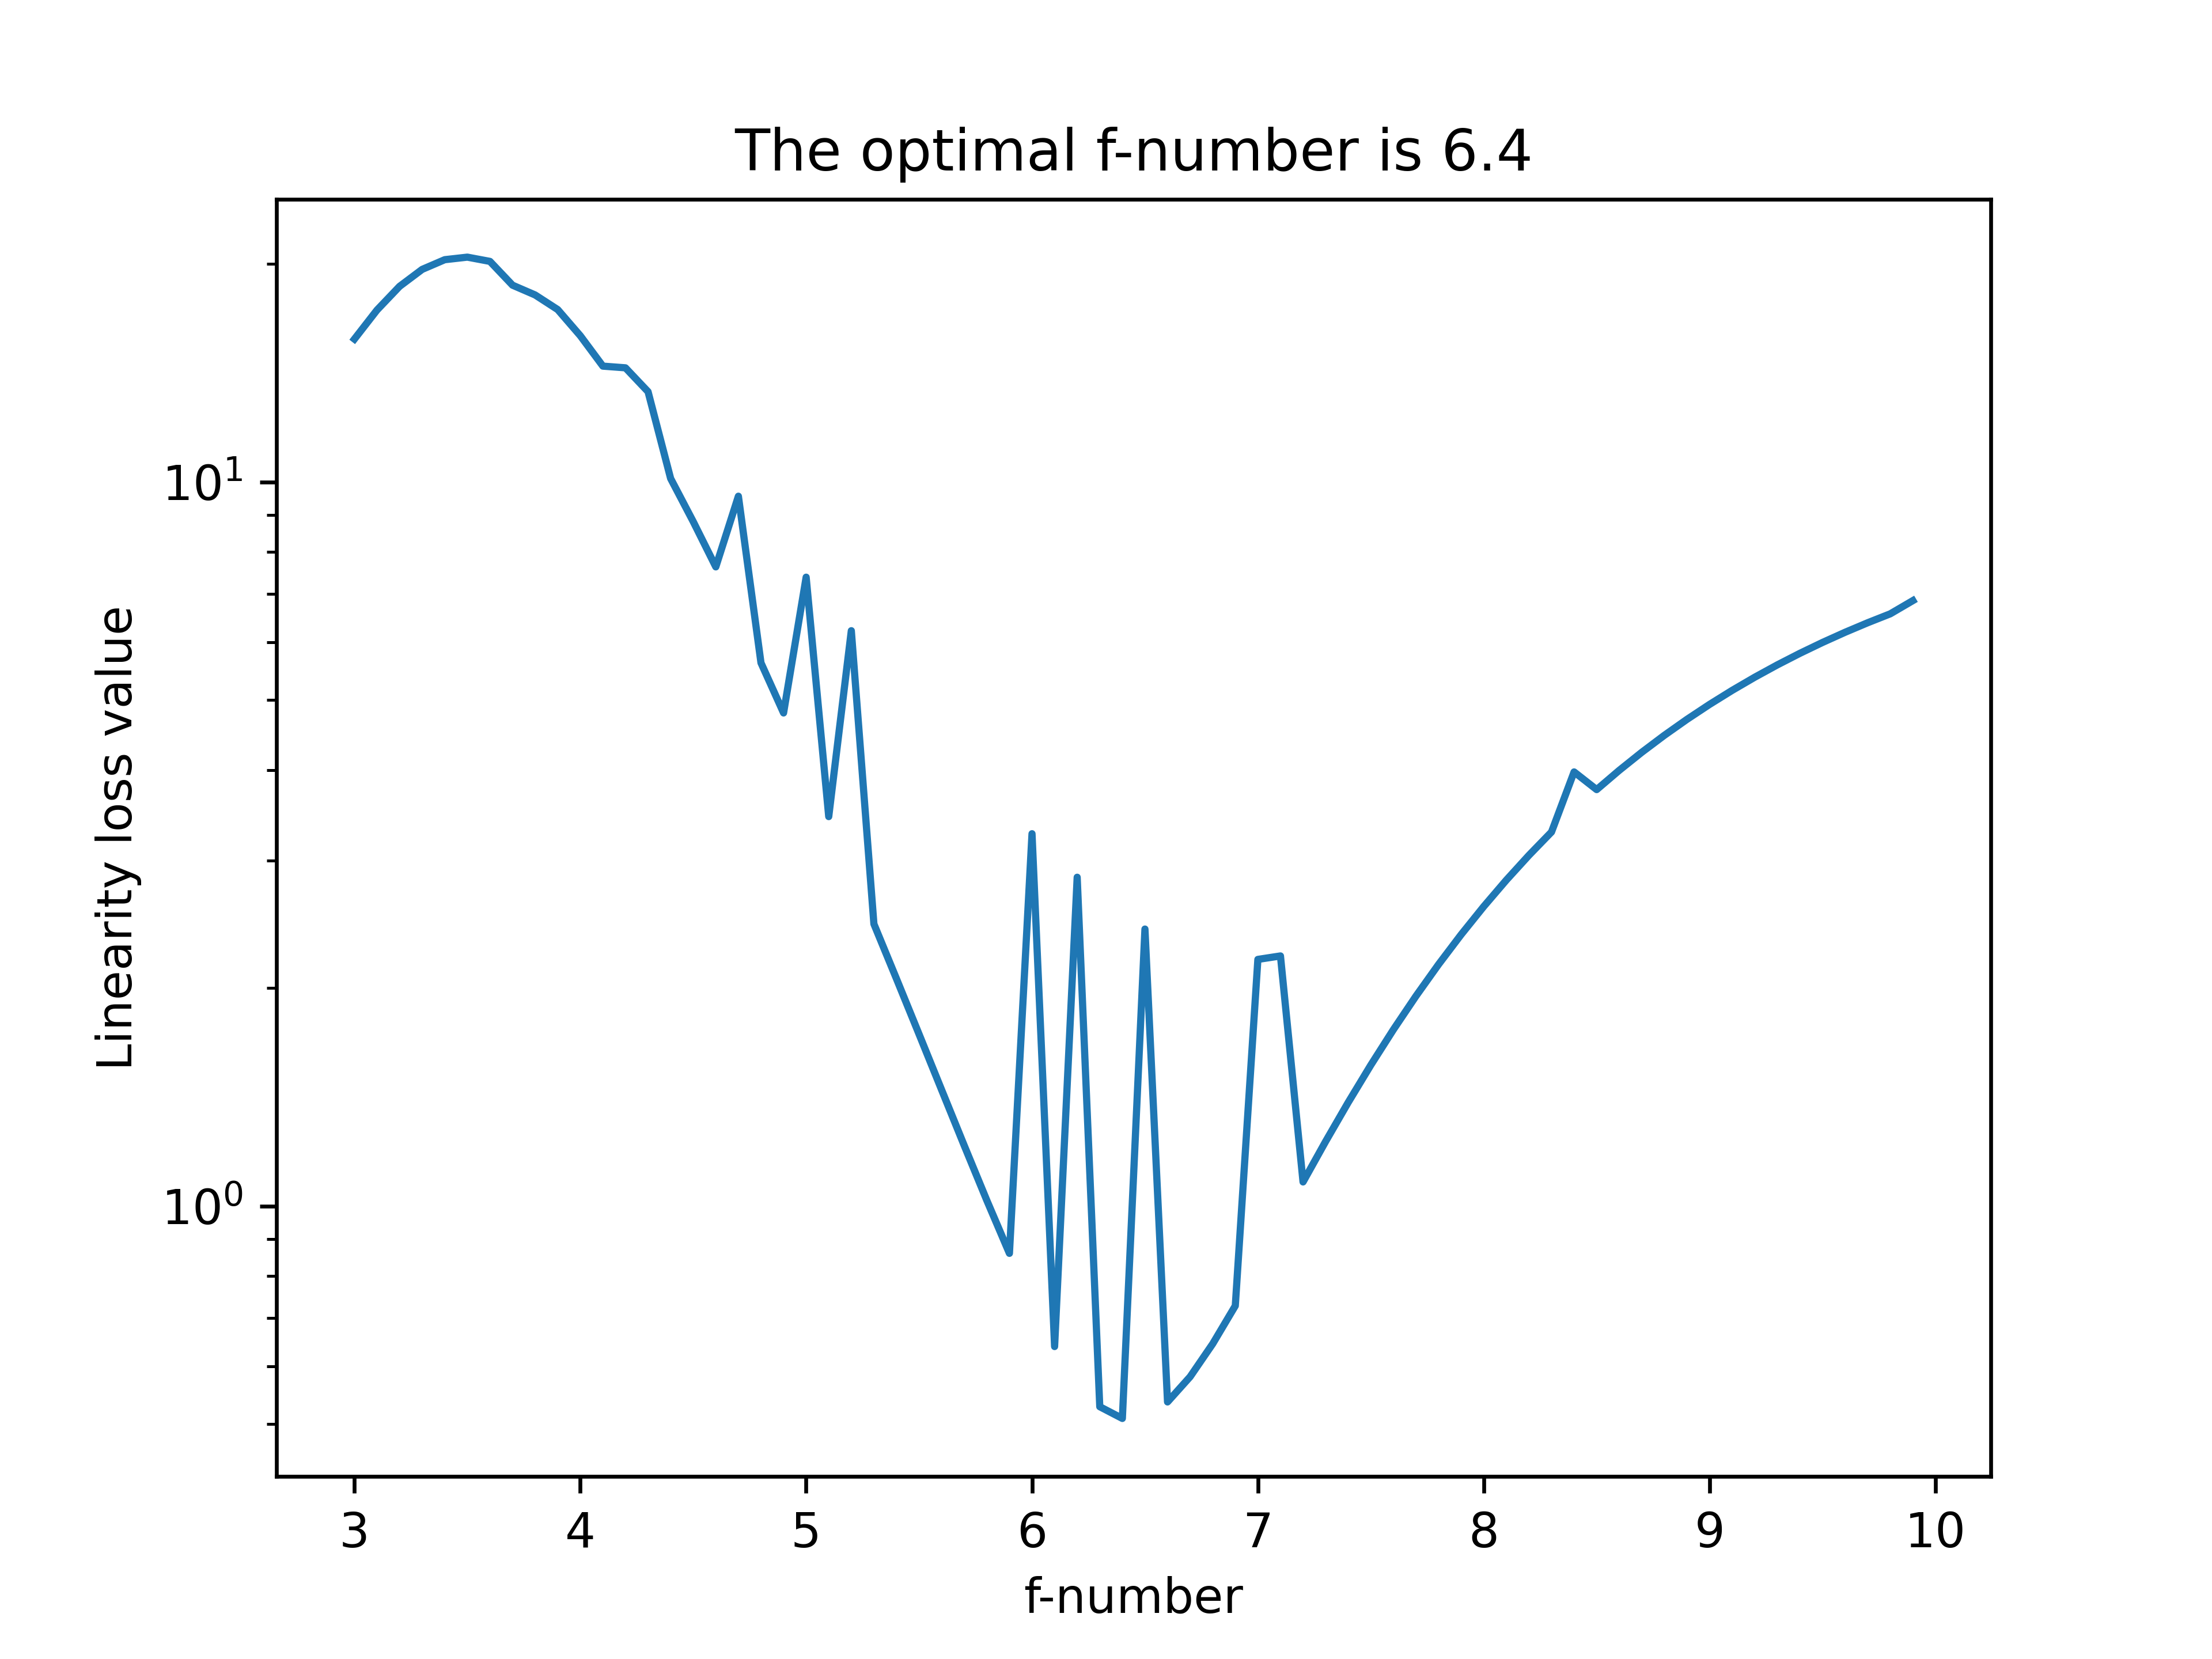 The optimal f-number is 6.4
Linearity loss value
10¹
10⁰
3 4 5 6 7 8 9 10
f-number